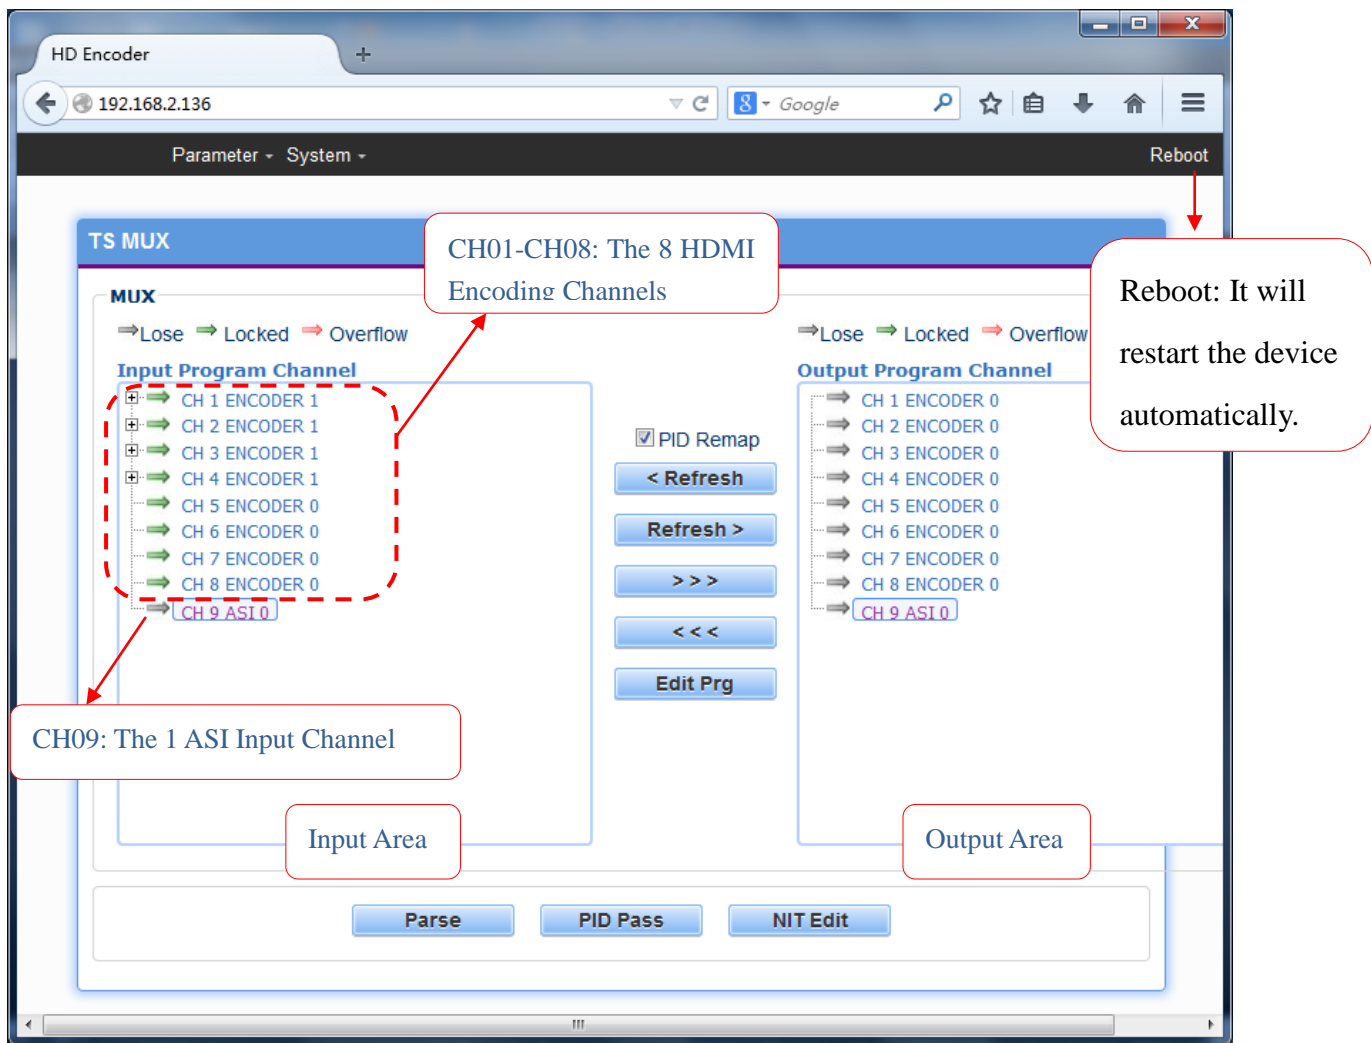 HD Encoder
192.168.2.136
8
Google
Parameter
System
Reboot
TS MUX
CH01-CH08: The 8 HDMI
Encoding Channels
Reboot: It will
restart the device
automatically.
MUX
Lose Locked Overflow
Input Program Channel
CH 1 ENCODER 1
CH 2 ENCODER 1
CH 3 ENCODER 1
CH 4 ENCODER 1
CH 5 ENCODER 0
CH 6 ENCODER 0
CH 7 ENCODER 0
CH 8 ENCODER 0
CH 9 ASI 0
PID Remap
< Refresh
Refresh >
> > >
< < <
Edit Prg
Lose Locked Overflow
Output Program Channel
CH 1 ENCODER 0
CH 2 ENCODER 0
CH 3 ENCODER 0
CH 4 ENCODER 0
CH 5 ENCODER 0
CH 6 ENCODER 0
CH 7 ENCODER 0
CH 8 ENCODER 0
CH 9 ASI 0
CH09: The 1 ASI Input Channel
Input Area
Output Area
Parse
PID Pass
NIT Edit